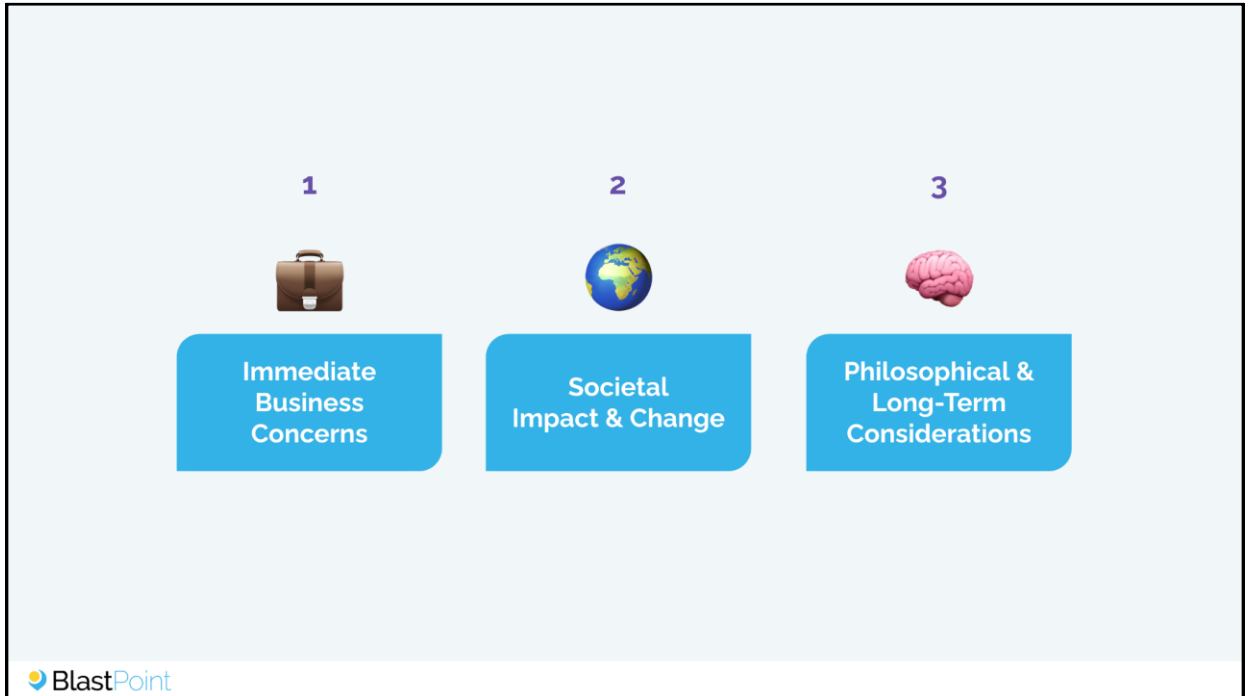 1
2
3
Immediate
Business
Concerns
Societal
Impact & Change
Philosophical &
Long-Term
Considerations
BlastPoint